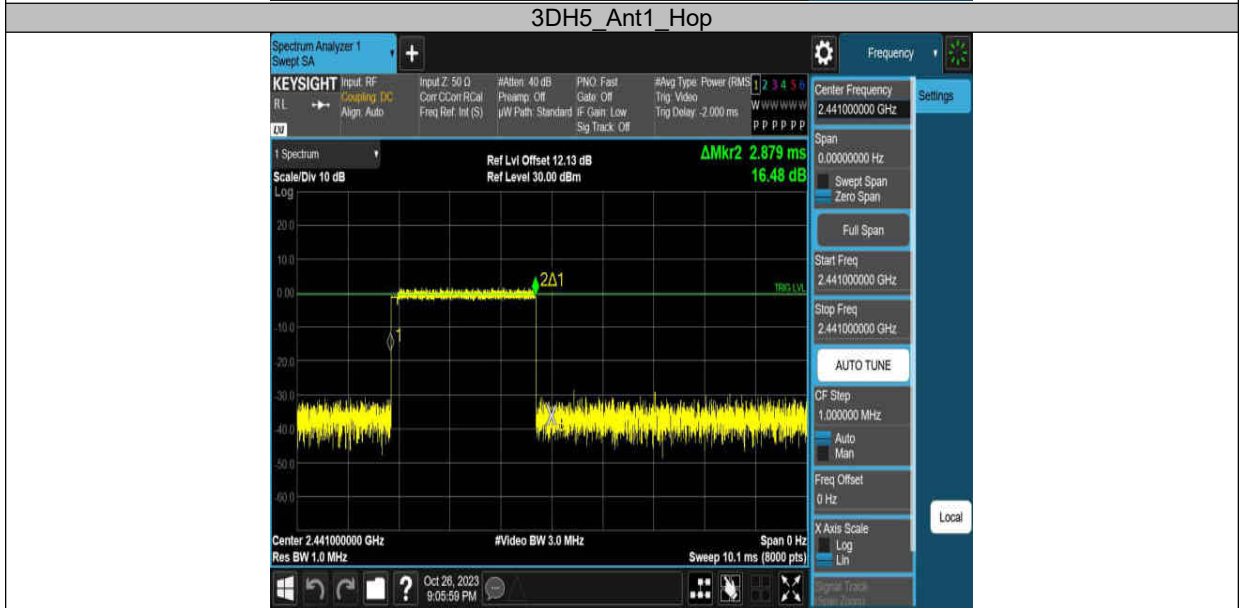 3DH5_Ant1_Hop
Spectrum Analyzer 1
Swept SA
+
Frequency
KEYSIGHT
RL
LXI
Input: RF
Coupling: DC
Align: Auto
Input Z: 50 Ω
Corr CCorr RCal
Freq Ref: Int (S)
#Atten: 40 dB
Preamp: Off
µW Path: Standard
PNO: Fast
Gate: Off
IF Gain: Low
Sig Track: Off
#Avg Type: Power (RMS
Trig: Video
Trig Delay: -2.000 ms
1 2 3 4 5 6
W W W W W W
P P P P P P
1 Spectrum
Scale/Div 10 dB
Log
Ref Lvl Offset 12.13 dB
Ref Level 30.00 dBm
ΔMkr2 2.879 ms
16.48 dB
20.0
10.0
0.00
-10.0
-20.0
-30.0
-40.0
-50.0
-60.0
2Δ1
1
TRIG LVL
X
Center 2.441000000 GHz
Res BW 1.0 MHz
#Video BW 3.0 MHz
Span 0 Hz
Sweep 10.1 ms (8000 pts)
Center Frequency
2.441000000 GHz
Settings
Span
0.00000000 Hz
Swept Span
Zero Span
Full Span
Start Freq
2.441000000 GHz
Stop Freq
2.441000000 GHz
AUTO TUNE
CF Step
1.000000 MHz
Auto
Man
Freq Offset
0 Hz
X Axis Scale
Log
Lin
Signal Track
(Span Zoom)
Local
?
Oct 26, 2023
9:05:59 PM